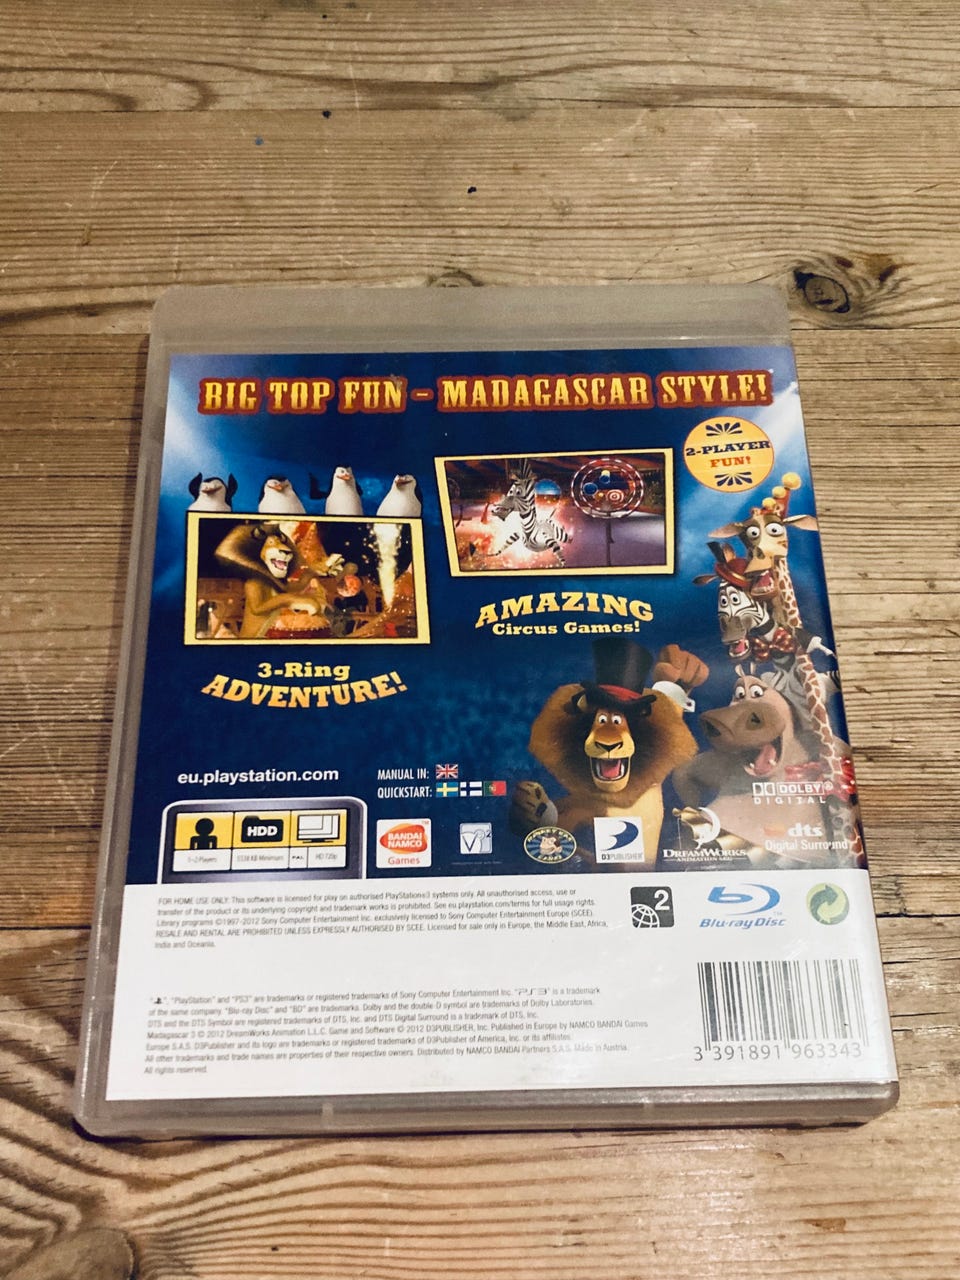 BIG TOP FUN - MADAGASCAR STYLE!
2-PLAYER
FUN!
AMAZING
Circus Games!
3-Ring
ADVENTURE!
eu.playstation.com
MANUAL IN:
QUICKSTART:
1-2 Players
HDD
PAL
HD 720p
BANDAI
NAMCO
Games
D3PUBLISHER
DREAMWORKS
ANIMATION SKG
DOLBY
DIGITAL
dts
Digital Surround
FOR HOME USE ONLY: This software is licensed for play on authorised PlayStation®3 systems only. All unauthorised access, use or
transfer of the product or its underlying copyright and trademark works is prohibited. See eu.playstation.com/terms for full usage rights.
Library programs ©1997-2012 Sony Computer Entertainment Inc. exclusively licensed to Sony Computer Entertainment Europe (SCEE).
RESALE AND RENTAL ARE PROHIBITED UNLESS EXPRESSLY AUTHORISED BY SCEE. Licensed for sale only in Europe, the Middle East, Africa,
India and Oceania.
2
Blu-ray Disc
TM
"PlayStation" and "PS3" are trademarks or registered trademarks of Sony Computer Entertainment Inc. "PS3" is a trademark
of the same company. "Blu-ray Disc" and "BD" are trademarks. Dolby and the double-D symbol are trademarks of Dolby Laboratories.
DTS and the DTS Symbol are registered trademarks of DTS, Inc. and DTS Digital Surround is a trademark of DTS, Inc.
Madagascar 3 © 2012 DreamWorks Animation L.L.C. Game and Software © 2012 D3PUBLISHER, Inc. Published in Europe by NAMCO BANDAI Games
Europe S.A.S. D3Publisher and its logo are trademarks or registered trademarks of D3Publisher of America, Inc. or its affiliates.
All other trademarks and trade names are properties of their respective owners. Distributed by NAMCO BANDAI Partners S.A.S. Made in Austria.
All rights reserved.
3 391891 963343